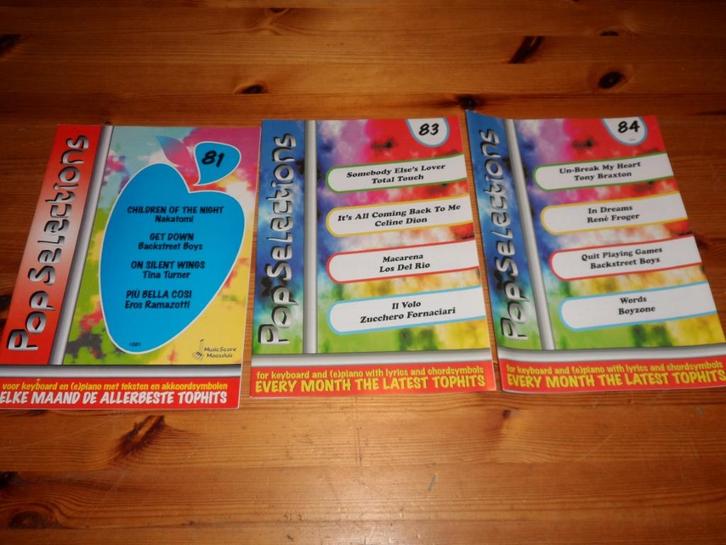 Pop Selections
81
CHILDREN OF THE NIGHT
Nakatomi
GET DOWN
Backstreet Boys
ON SILENT WINGS
Tina Turner
PIÙ BELLA COSI
Eros Ramazotti
MusicScore
Maessluis
voor keyboard en (e)piano met teksten en akkoordsymbolen
ELKE MAAND DE ALLERBESTE TOPHITS
Pop Selections
83
Somebody Else's Lover
Total Touch
It's All Coming Back To Me
Celine Dion
Macarena
Los Del Rio
Il Volo
Zucchero Fornaciari
for keyboard and (e)piano with lyrics and chordsymbols
EVERY MONTH THE LATEST TOPHITS
Pop Selections
84
Un-Break My Heart
Tony Braxton
In Dreams
René Froger
Quit Playing Games
Backstreet Boys
Words
Boyzone
for keyboard and (e)piano with lyrics and chordsymbols
EVERY MONTH THE LATEST TOPHITS